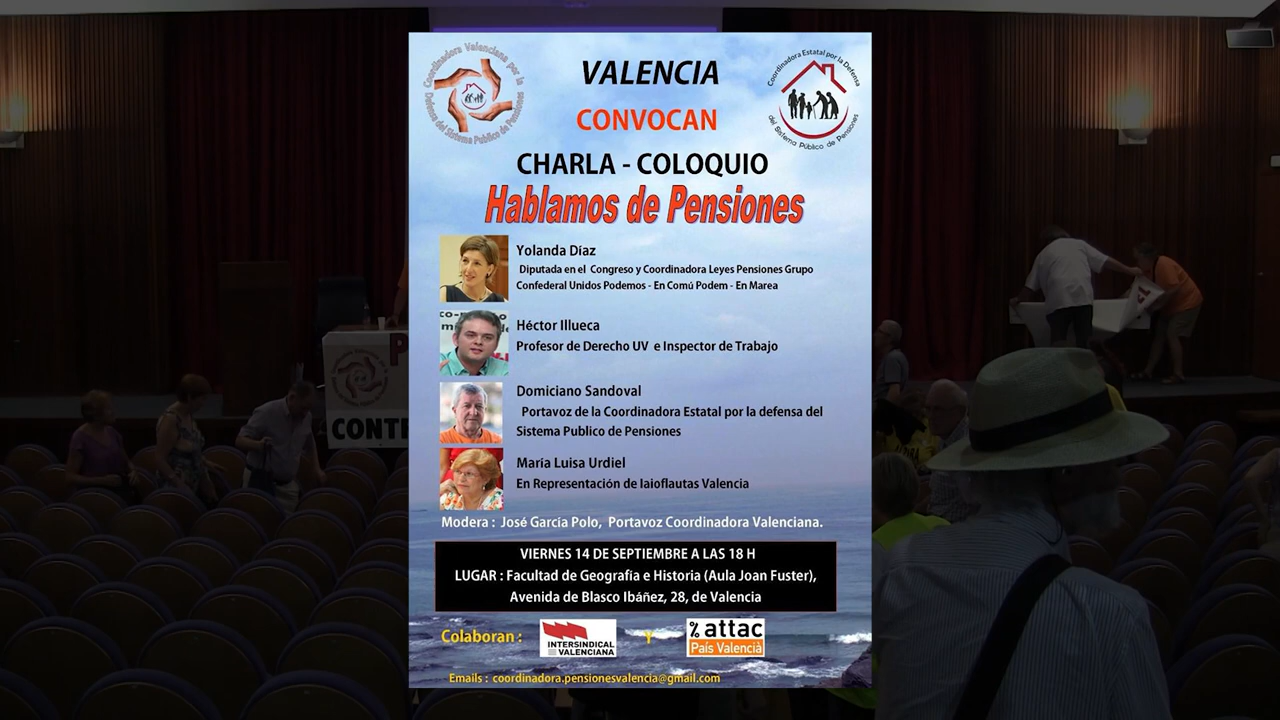 Coordinadora Valenciana por la
Defensa del Sistema Publico de Pensiones
VALENCIA
CONVOCAN
Coordinadora Estatal por la Defensa
del Sistema Público de Pensiones
CHARLA - COLOQUIO
Hablamos de Pensiones
Yolanda Díaz
Diputada en el Congreso y Coordinadora Leyes Pensiones Grupo
Confederal Unidos Podemos - En Comú Podem - En Marea
Héctor Illueca
Profesor de Derecho UV e Inspector de Trabajo
Domiciano Sandoval
Portavoz de la Coordinadora Estatal por la defensa del
Sistema Publico de Pensiones
María Luisa Urdiel
En Representación de Iaioflautas Valencia
Modera : José García Polo, Portavoz Coordinadora Valenciana.
VIERNES 14 DE SEPTIEMBRE A LAS 18 H
LUGAR : Facultad de Geografía e Historia (Aula Joan Fuster),
Avenida de Blasco Ibáñez, 28, de Valencia
Colaboran :
INTERSINDICAL
VALENCIANA
Y
% attac
País Valencià
Emails : coordinadora.pensionesvalencia@gmail.com
CONT